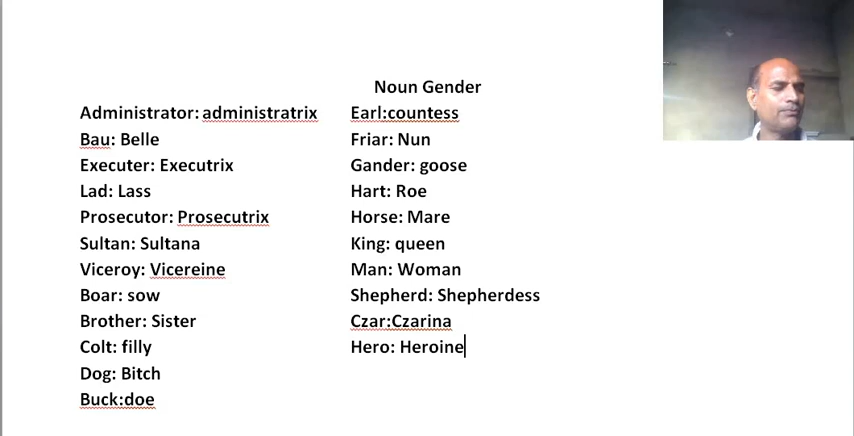 Noun Gender
Administrator: administratrix
Bau: Belle
Executer: Executrix
Lad: Lass
Prosecutor: Prosecutrix
Sultan: Sultana
Viceroy: Vicereine
Boar: sow
Brother: Sister
Colt: filly
Dog: Bitch
Buck:doe
Earl:countess
Friar: Nun
Gander: goose
Hart: Roe
Horse: Mare
King: queen
Man: Woman
Shepherd: Shepherdess
Czar:Czarina
Hero: Heroine